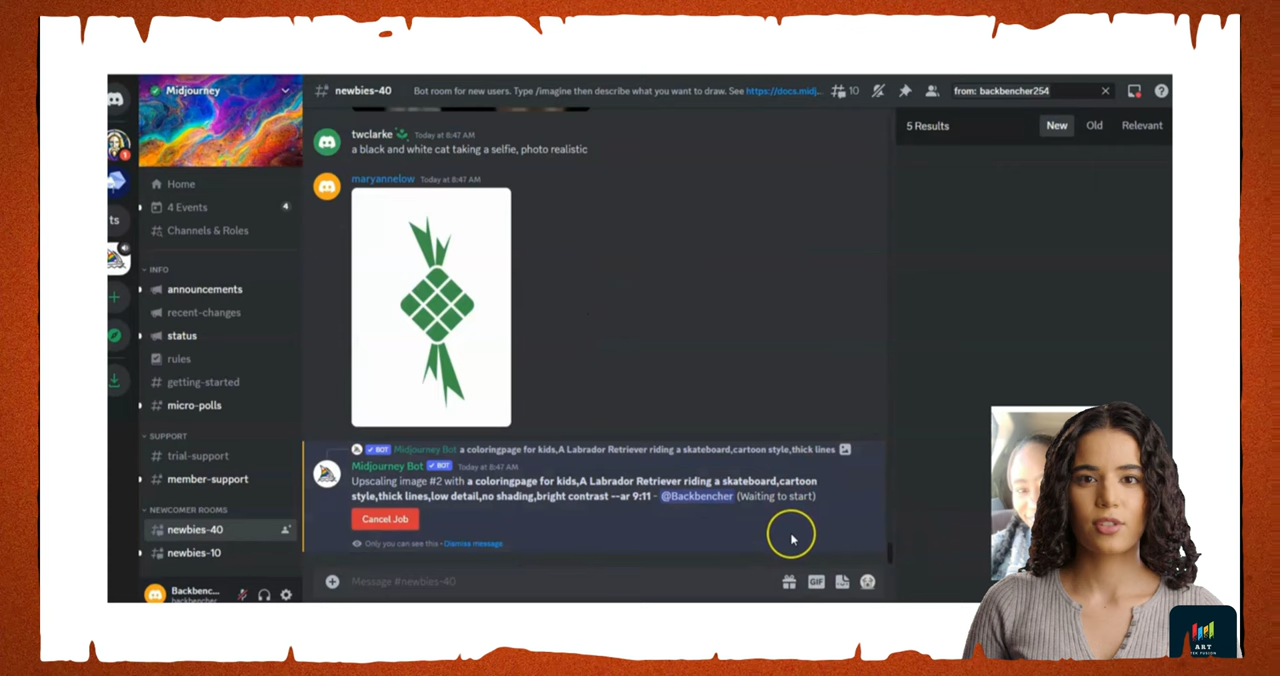 Midjourney
newbies-40
Bot room for new users. Type /imagine then describe what you want to draw. See https://docs.midj...
10
from: backbencher254
5 Results
New
Old
Relevant
twclarke
Today at 8:47 AM
a black and white cat taking a selfie, photo realistic
maryannelow
Today at 8:47 AM
1
ts
Home
4 Events
4
Channels & Roles
INFO
announcements
recent-changes
status
rules
getting-started
micro-polls
SUPPORT
trial-support
member-support
NEWCOMER ROOMS
newbies-40
newbies-10
Backbenc...
backbencher
BOT Midjourney Bot a coloringpage for kids,A Labrador Retriever riding a skateboard,cartoon style,thick lines
Midjourney Bot BOT Today at 8:47 AM
Upscaling image #2 with a coloringpage for kids,A Labrador Retriever riding a skateboard,cartoon
style,thick lines,low detail,no shading,bright contrast --ar 9:11 - @Backbencher (Waiting to start)
Cancel Job
Only you can see this • Dismiss message
Message #newbies-40
GIF
ART